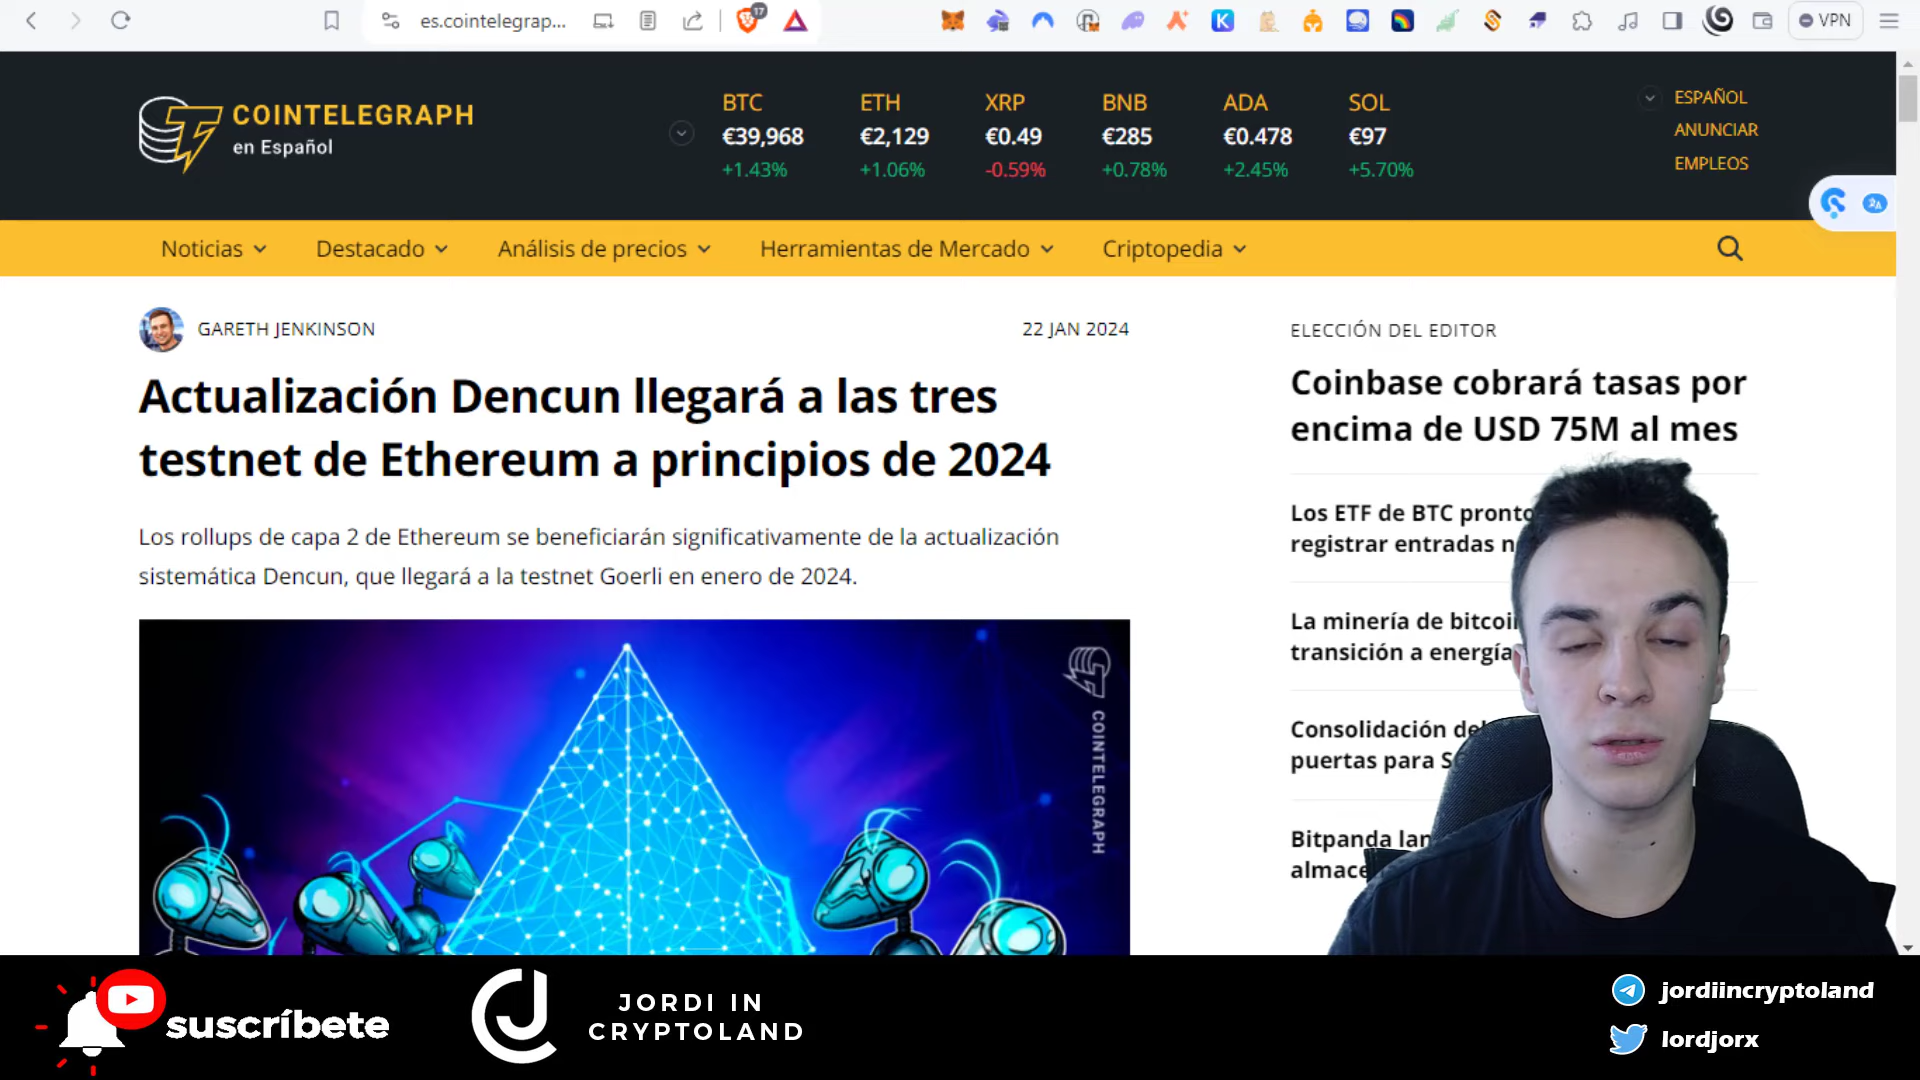 es.cointelegrap...
17
VPN
COINTELEGRAPH
en Español
BTC
€39,968
+1.43%
ETH
€2,129
+1.06%
XRP
€0.49
-0.59%
BNB
€285
+0.78%
ADA
€0.478
+2.45%
SOL
€97
+5.70%
ESPAÑOL
ANUNCIAR
EMPLEOS
Noticias
Destacado
Análisis de precios
Herramientas de Mercado
Criptopedia
GARETH JENKINSON
22 JAN 2024
Actualización Dencun llegará a las tres
testnet de Ethereum a principios de 2024
Los rollups de capa 2 de Ethereum se beneficiarán significativamente de la actualización
sistemática Dencun, que llegará a la testnet Goerli en enero de 2024.
COINTELEGRAPH
ELECCIÓN DEL EDITOR
Coinbase cobrará tasas por
encima de USD 75M al mes
Los ETF de BTC pronto
registrar entradas n
La minería de bitcoi
transición a energía
Consolidación de
puertas para S
Bitpanda lan
almace
suscríbete
JORDI IN
CRYPTOLAND
jordiincryptoland
lordjorx